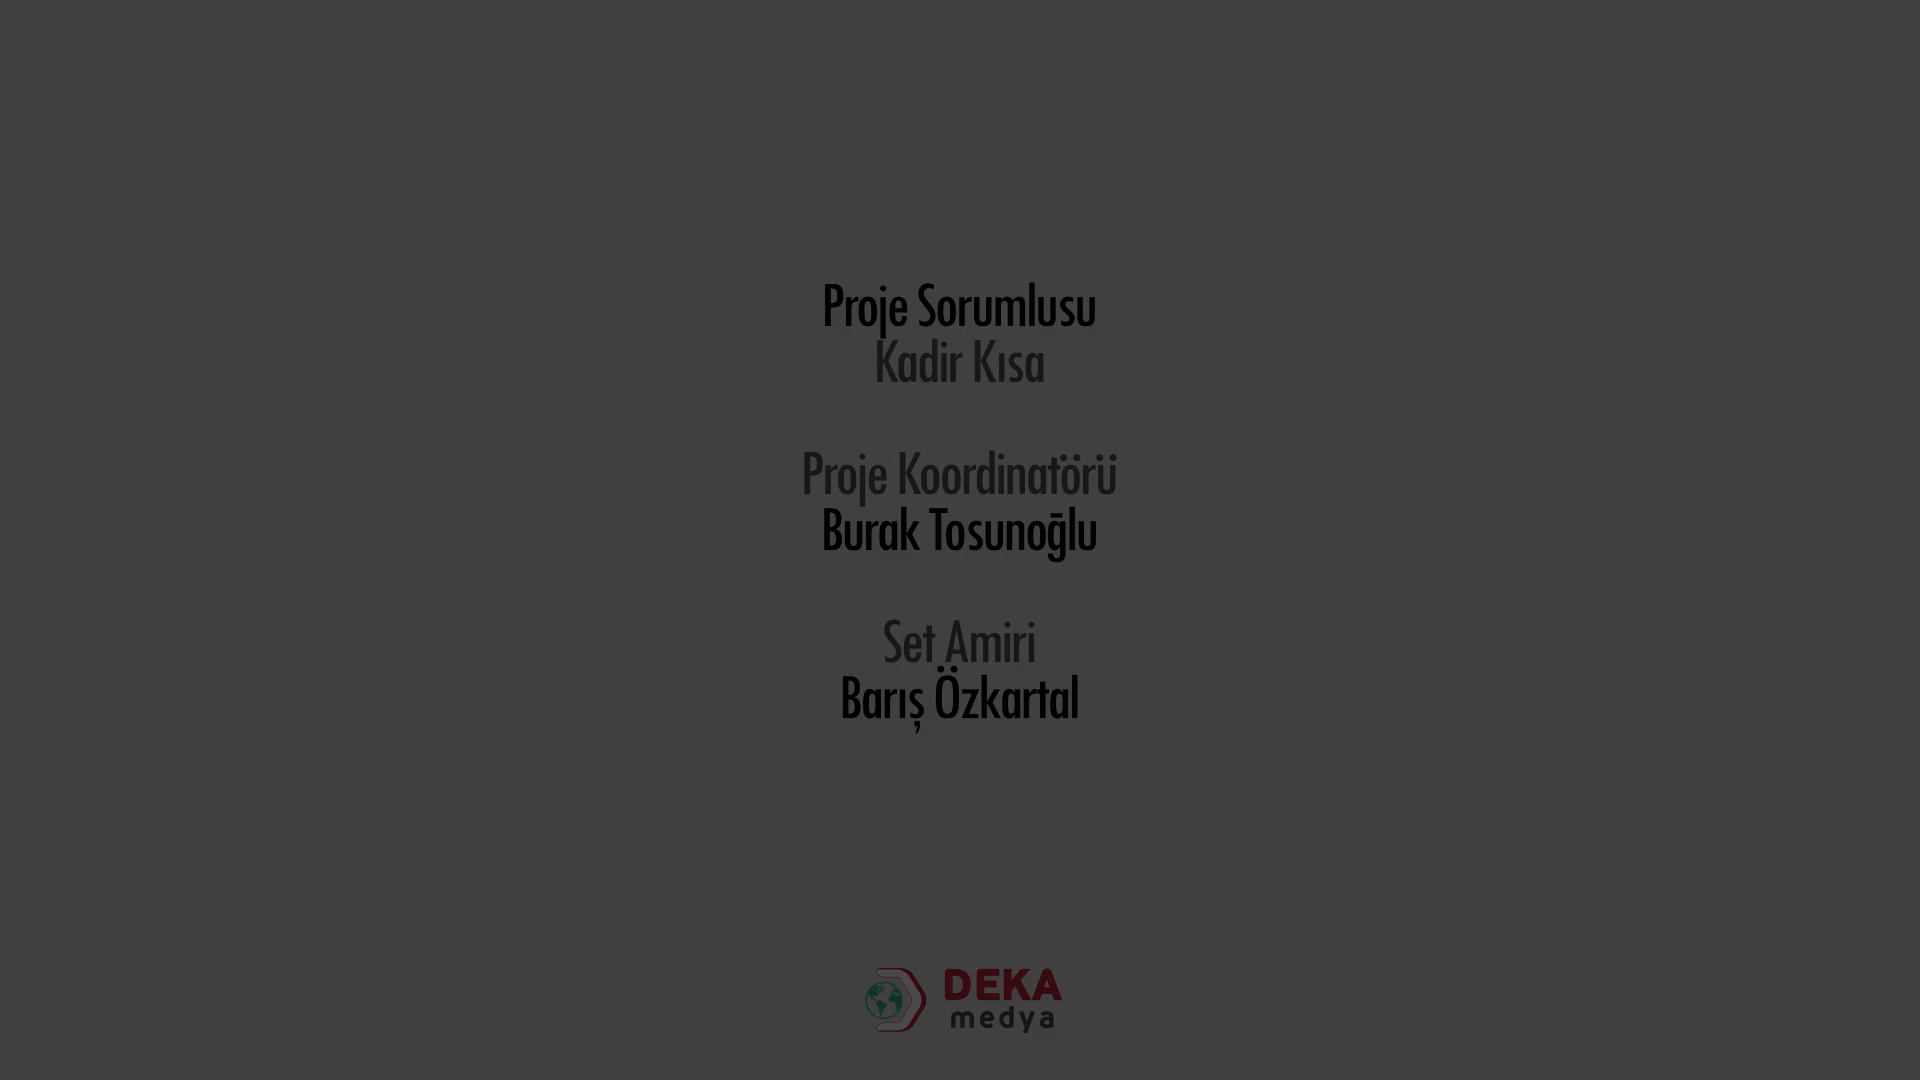 Proje Sorumlusu
Kadir Kısa
Proje Koordinatörü
Burak Tosunoğlu
Set Amiri
Barış Özkartal
DEKA
medya